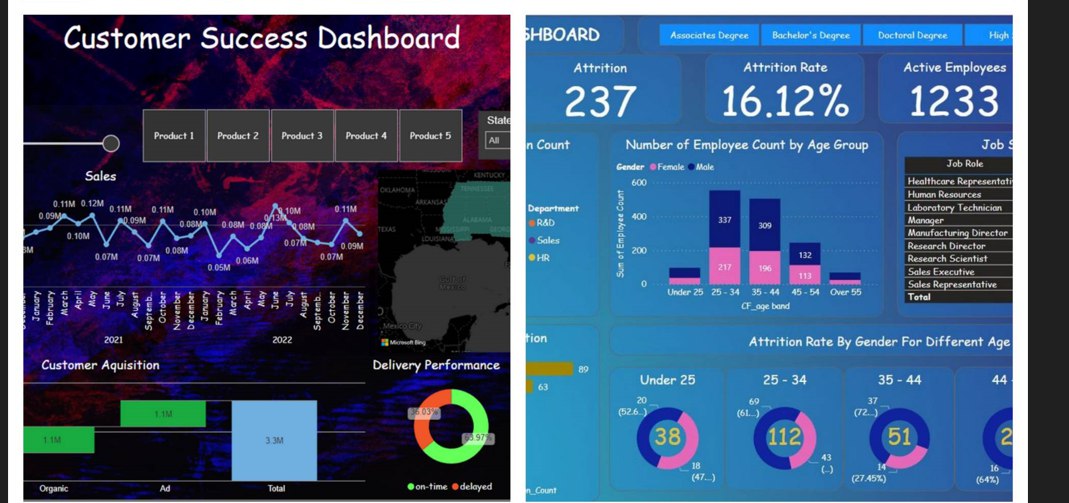 Customer Success Dashboard
Product 1
Product 2
Product 3
Product 4
Product 5
State
All
Sales
0.09M
0.11M
0.10M
0.12M
0.07M
0.11M
0.09M
0.07M
0.11M
0.08M
0.08M
0.10M
0.05M
0.08M
0.06M
0.08M
0.13M
0.10M
0.08M
0.07M
0.07M
0.11M
0.09M
January
February
March
April
May
June
July
August
Septemb...
October
November
December
January
February
March
April
May
June
July
August
Septemb...
October
November
December
2021
2022
KENTUCKY
OKLAHOMA
TENNESSEE
ARKANSAS
ALABAMA
TEXAS
LOUISIANA
Gulf of
Mexico
Mexico City
Microsoft Bing
Customer Aquisition
1.1M
1.1M
3.3M
Organic
Ad
Total
Delivery Performance
36.03%
63.97%
on-time
delayed
SHBOARD
Associates Degree
Bachelor's Degree
Doctoral Degree
High
Attrition
237
Attrition Rate
16.12%
Active Employees
1233
n Count
Department
R&D
Sales
HR
Number of Employee Count by Age Group
Gender Female Male
Sum of Employee Count
600
400
200
0
337
217
309
196
132
113
Under 25
25 - 34
35 - 44
45 - 54
Over 55
CF_age band
Job S
Job Role
Healthcare Representati
Human Resources
Laboratory Technician
Manager
Manufacturing Director
Research Director
Research Scientist
Sales Executive
Sales Representative
Total
tion
89
63
n_Count
Attrition Rate By Gender For Different Age
Under 25
20
(52.6...)
38
18
(47...)
25 - 34
69
(61...)
112
43
(...)
35 - 44
37
(72...)
51
14
(27.45%)
44 -
2
16
(64%)